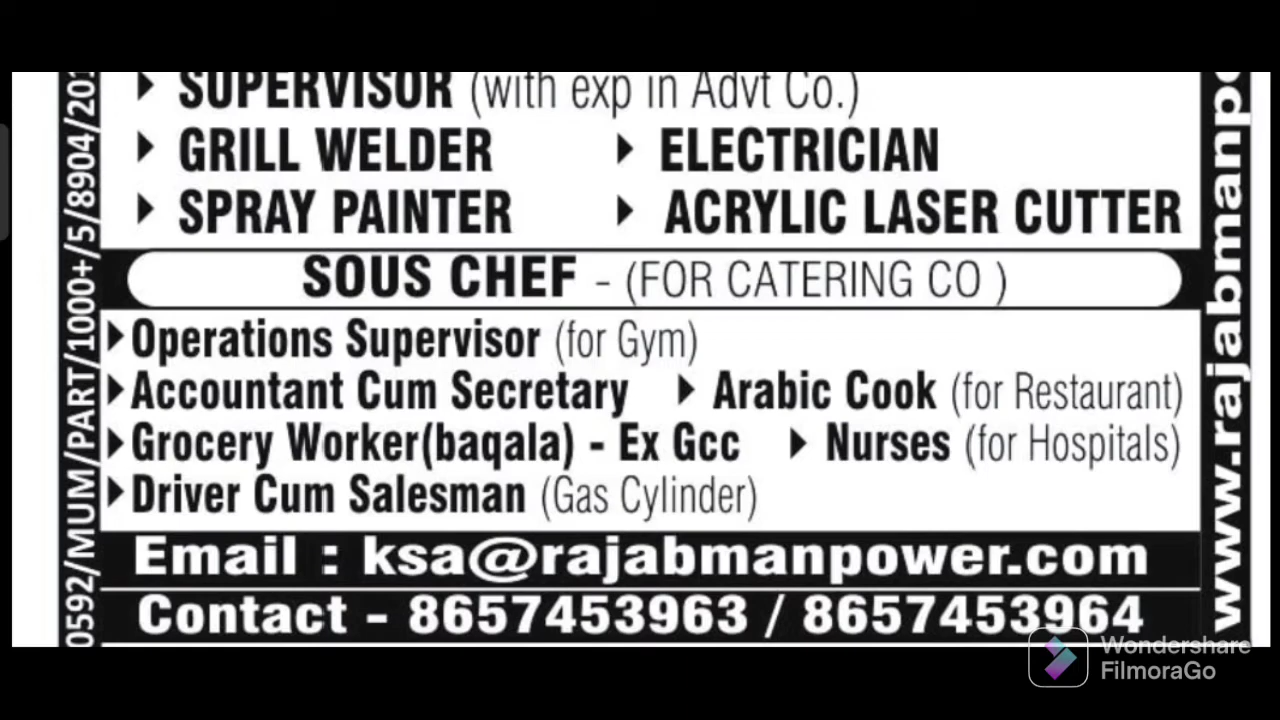 SUPERVISOR (with exp in Advt Co.)
GRILL WELDER
ELECTRICIAN
SPRAY PAINTER
ACRYLIC LASER CUTTER
SOUS CHEF - (FOR CATERING CO )
Operations Supervisor (for Gym)
Accountant Cum Secretary
Arabic Cook (for Restaurant)
Grocery Worker(baqala) - Ex Gcc
Nurses (for Hospitals)
Driver Cum Salesman (Gas Cylinder)
Email : ksa@rajabmanpower.com
Contact - 8657453963 / 8657453964
0592/MUM/PART/1000+/5/8904/201
www.rajabmanpo
Wondershare
FilmoraGo